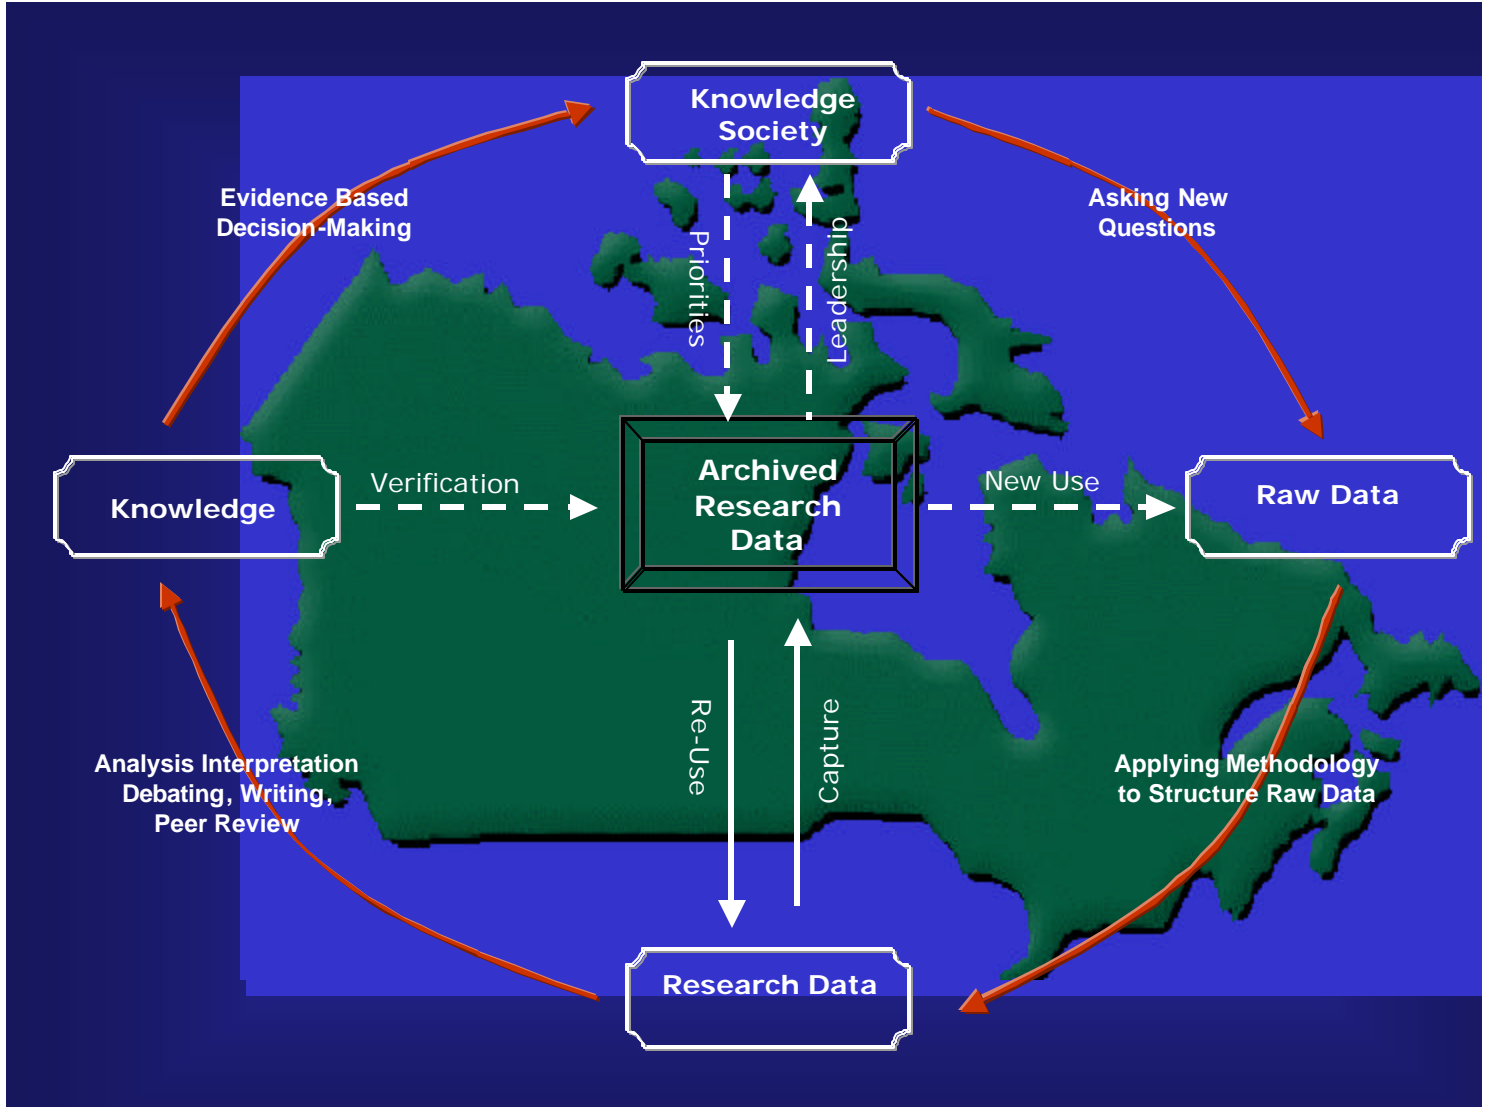 Knowledge
Society
Evidence Based
Decision-Making
Asking New
Questions
Priorities
Leadership
Knowledge
Verification
Archived
Research
Data
New Use
Raw Data
Re-Use
Capture
Analysis Interpretation
Debating, Writing,
Peer Review
Applying Methodology
to Structure Raw Data
Research Data